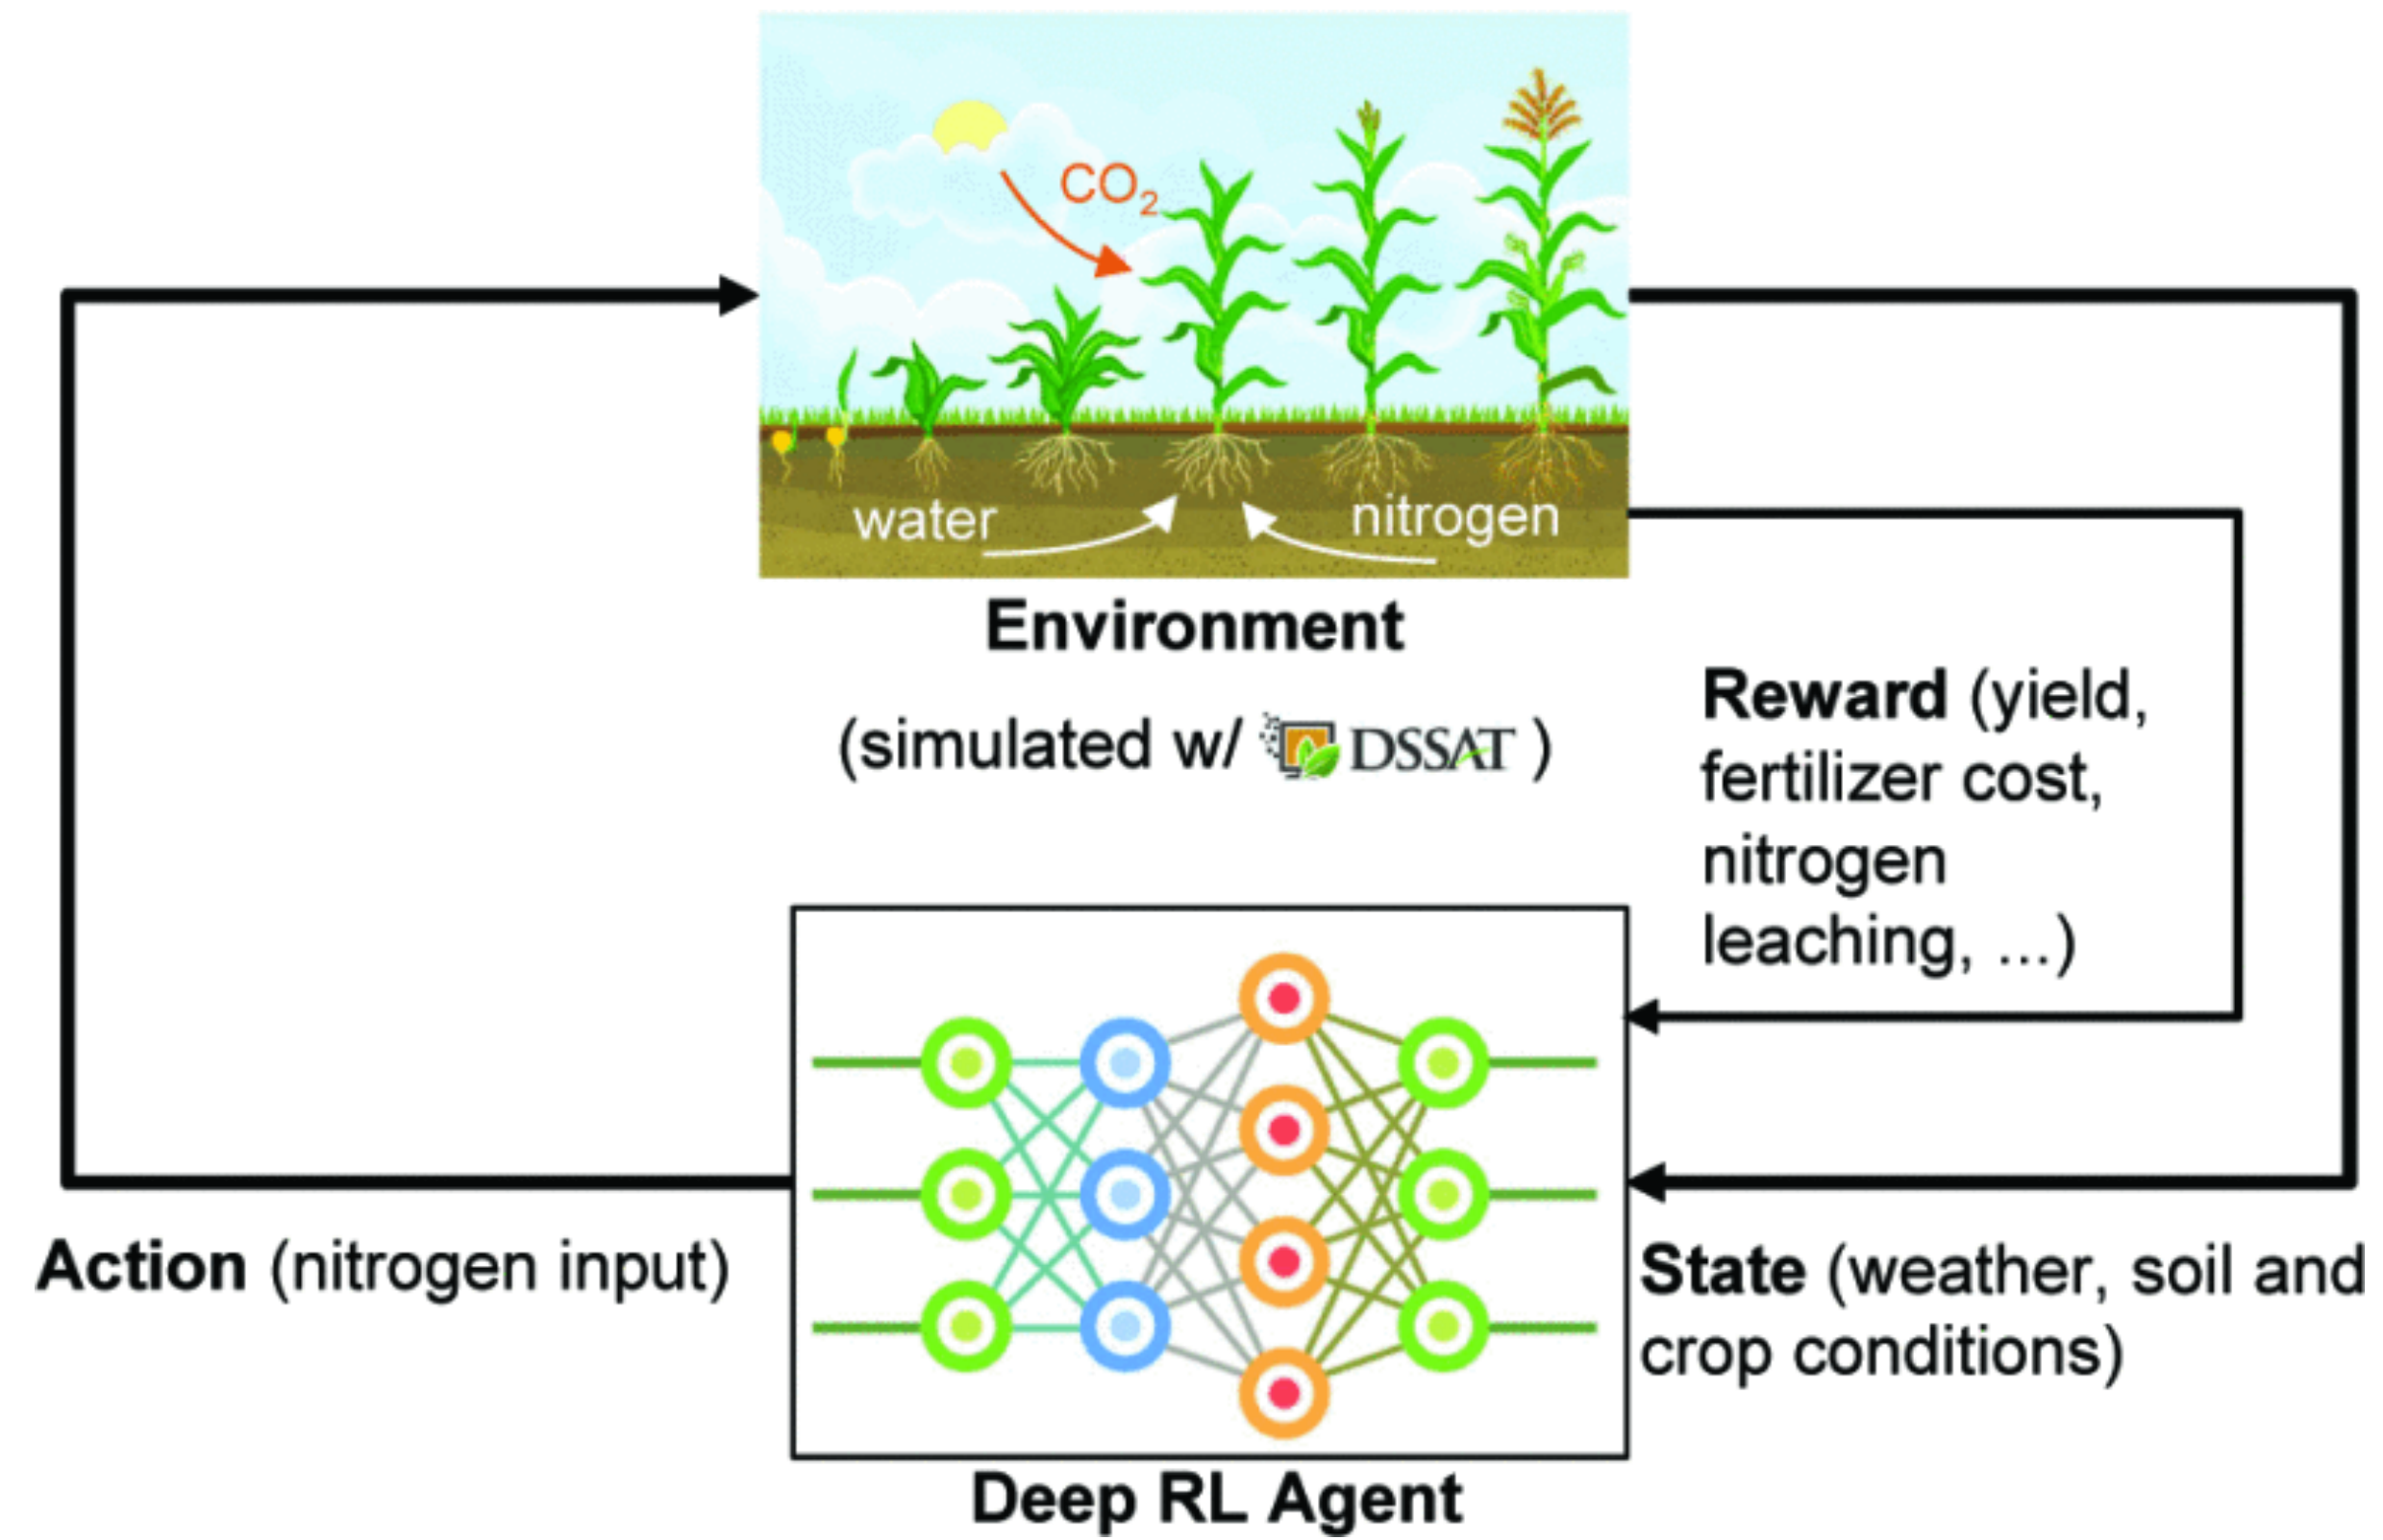 CO₂
water
nitrogen
Environment
(simulated w/ DSSAT )
Reward (yield,
fertilizer cost,
nitrogen
leaching, ...)
Action (nitrogen input)
State (weather, soil and
crop conditions)
Deep RL Agent